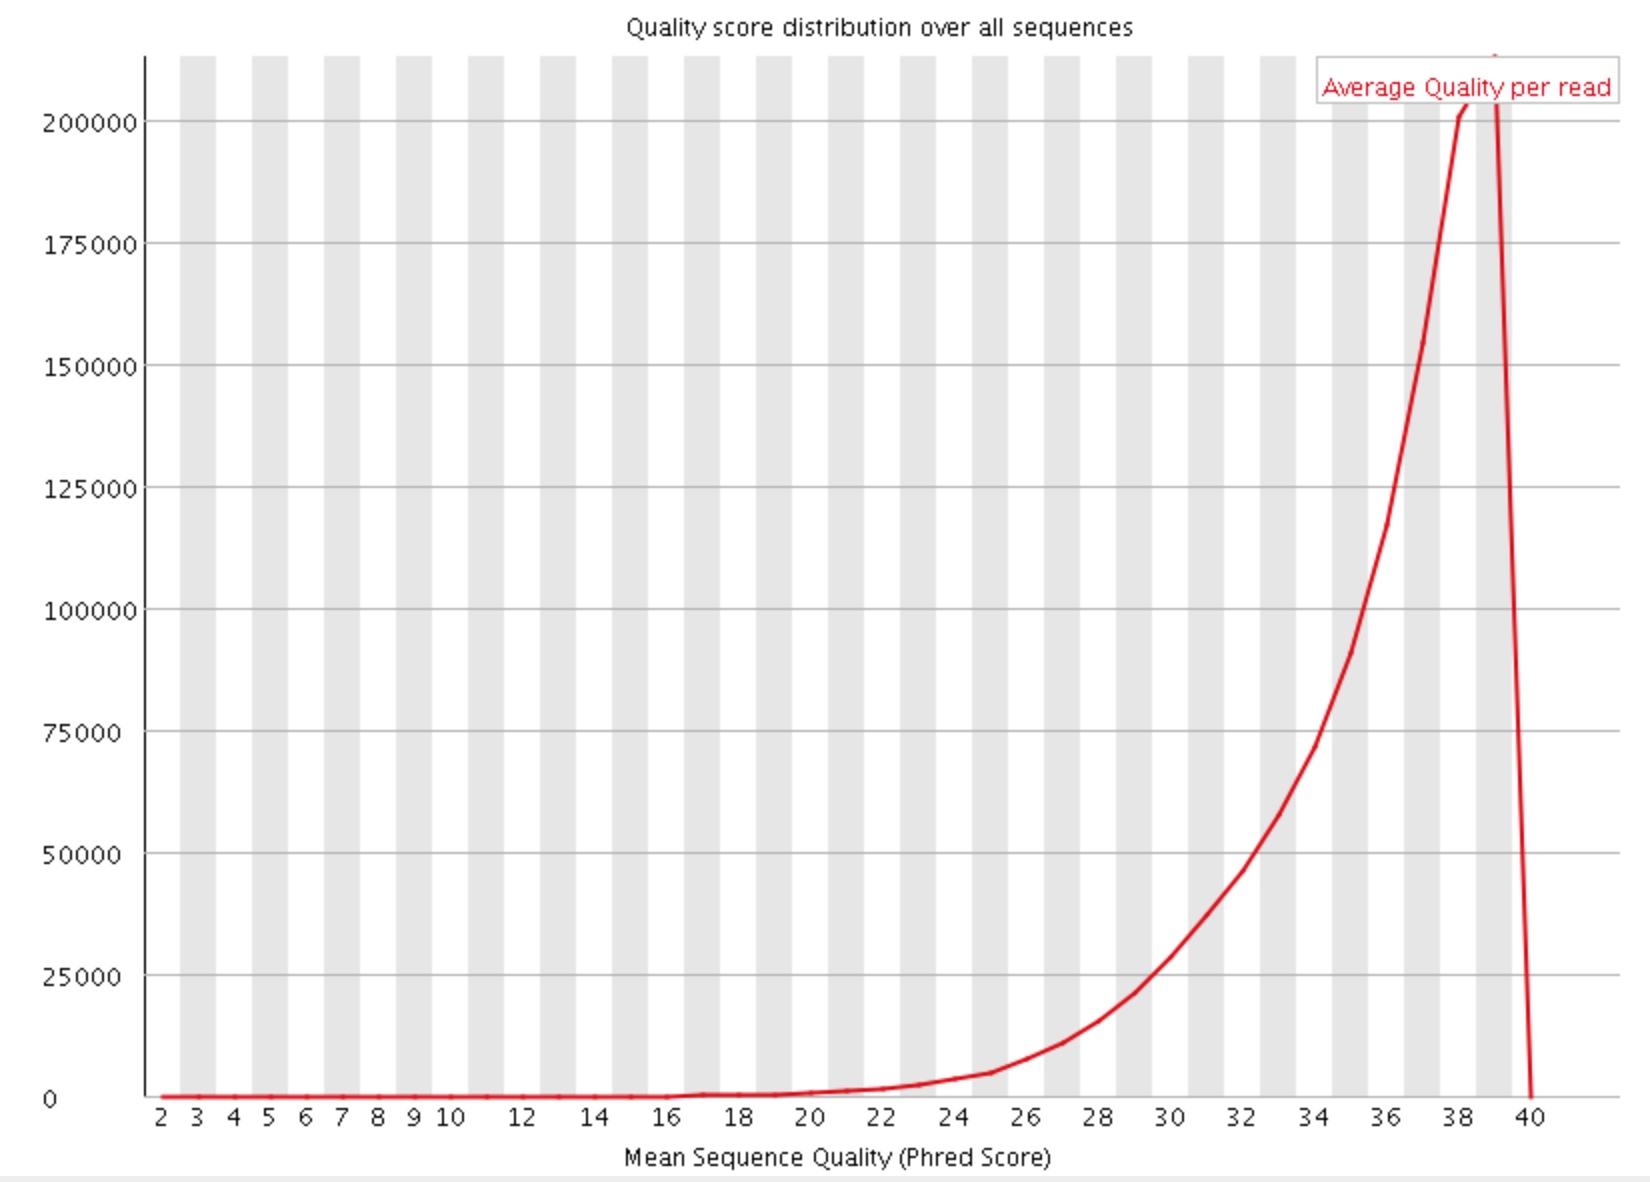 Quality score distribution over all sequences
Average Quality per read
200000
175000
150000
125000
100000
75000
50000
25000
0
2 3 4 5 6 7 8 9 10 12 14 16 18 20 22 24 26 28 30 32 34 36 38 40
Mean Sequence Quality (Phred Score)